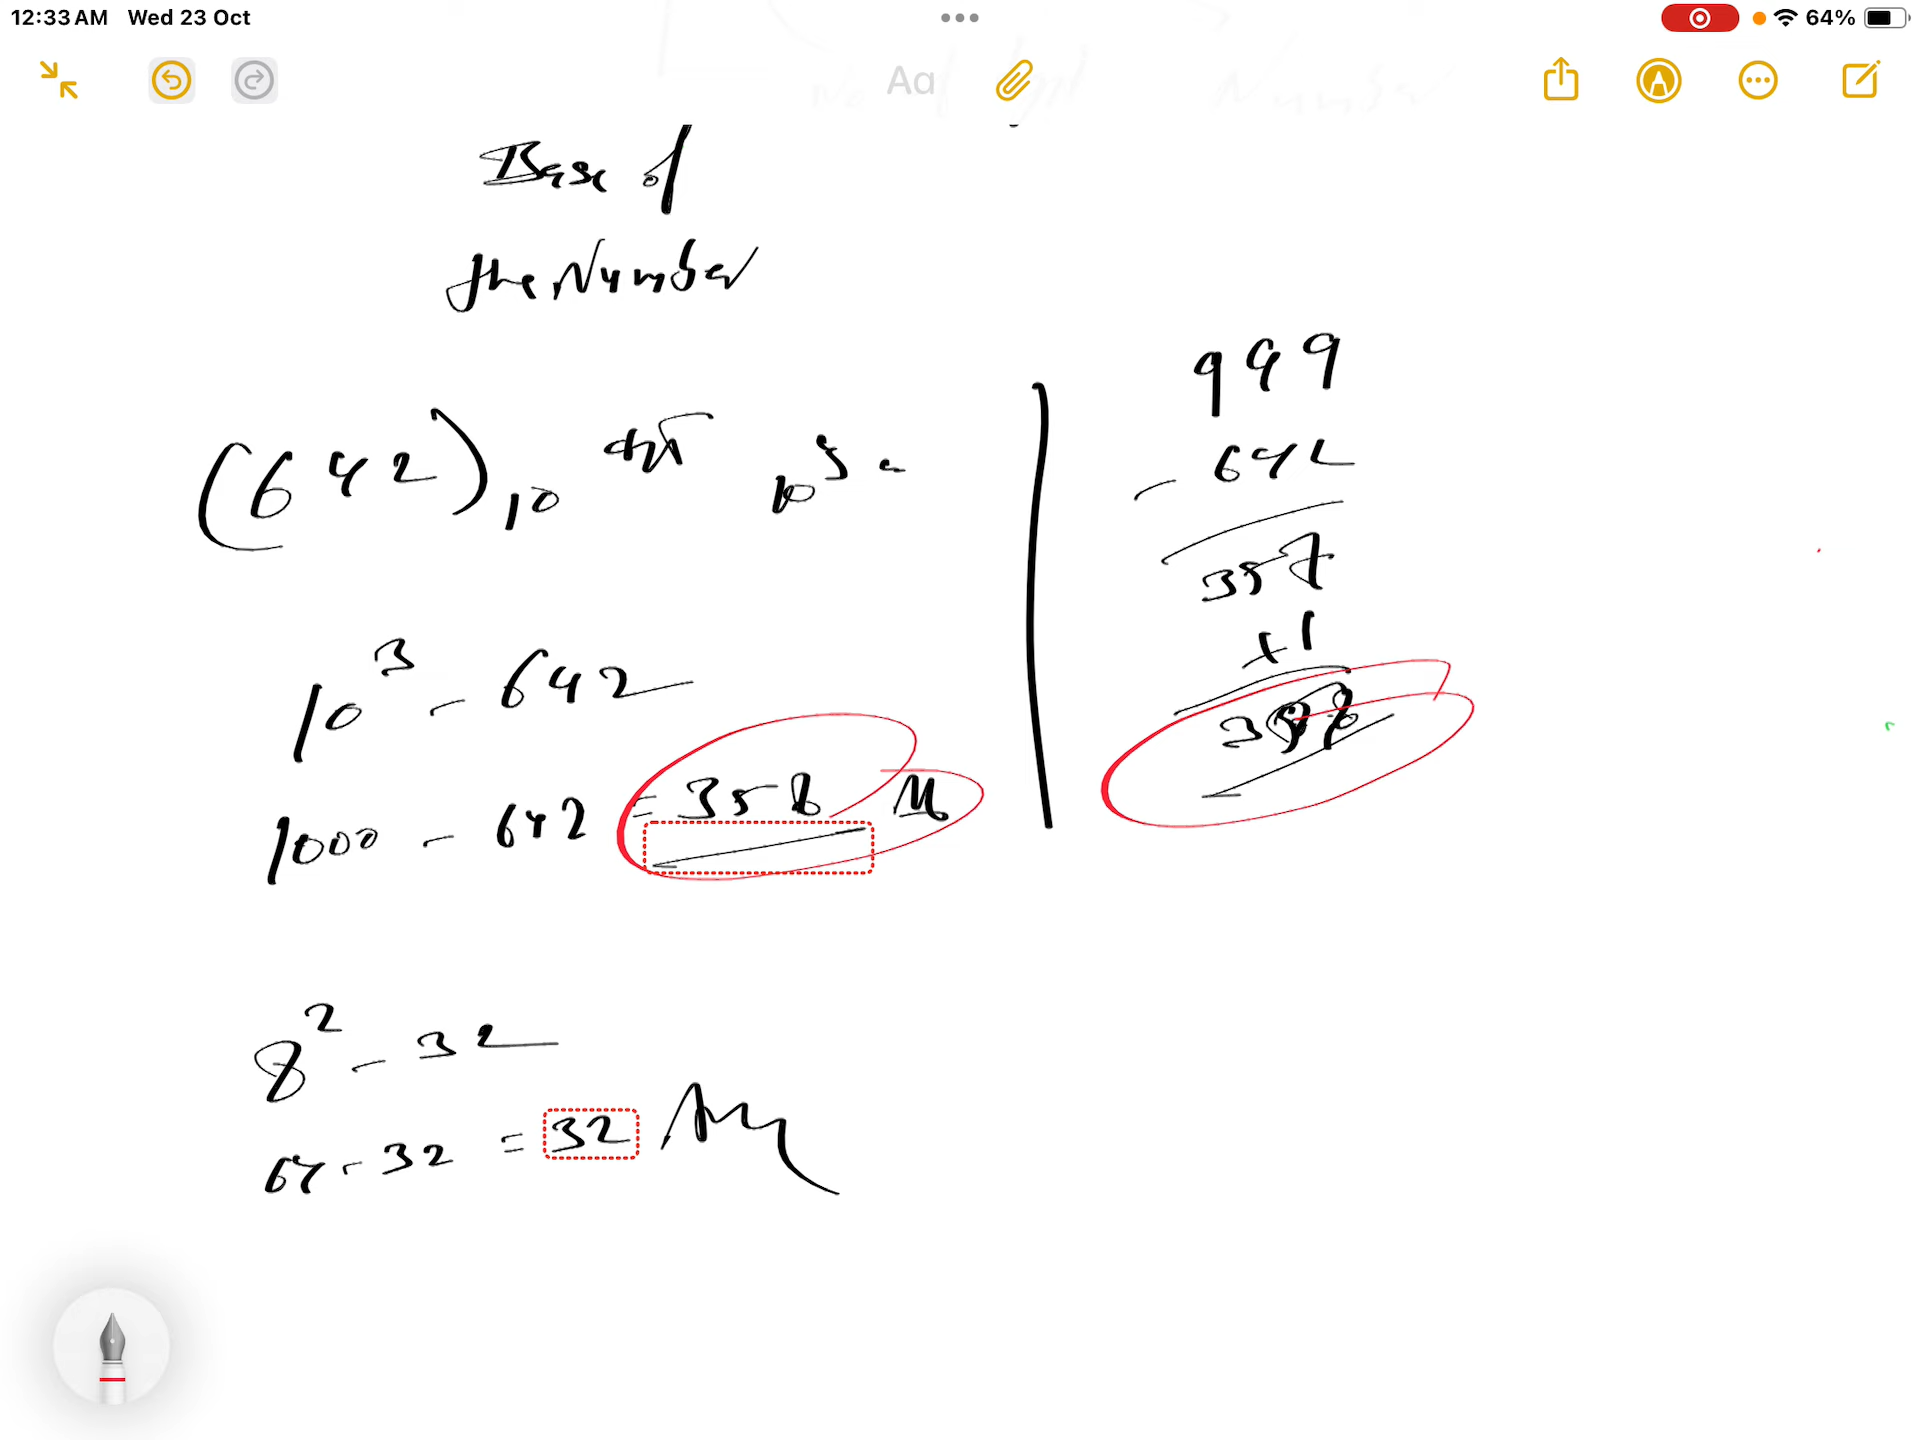 12:33 AM Wed 23 Oct
64%
Aa
Base of
the Number
(642)₁₀ का 10's
10³ - 642
1000 - 642 = 358
8² - 32
64 - 32 = 32
999
- 642
357
+1
358